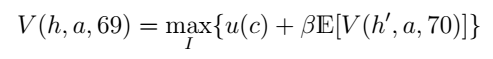 V(h, a, 69) = max_I {u(c) + β𝔼[V(h′, a, 70)]}